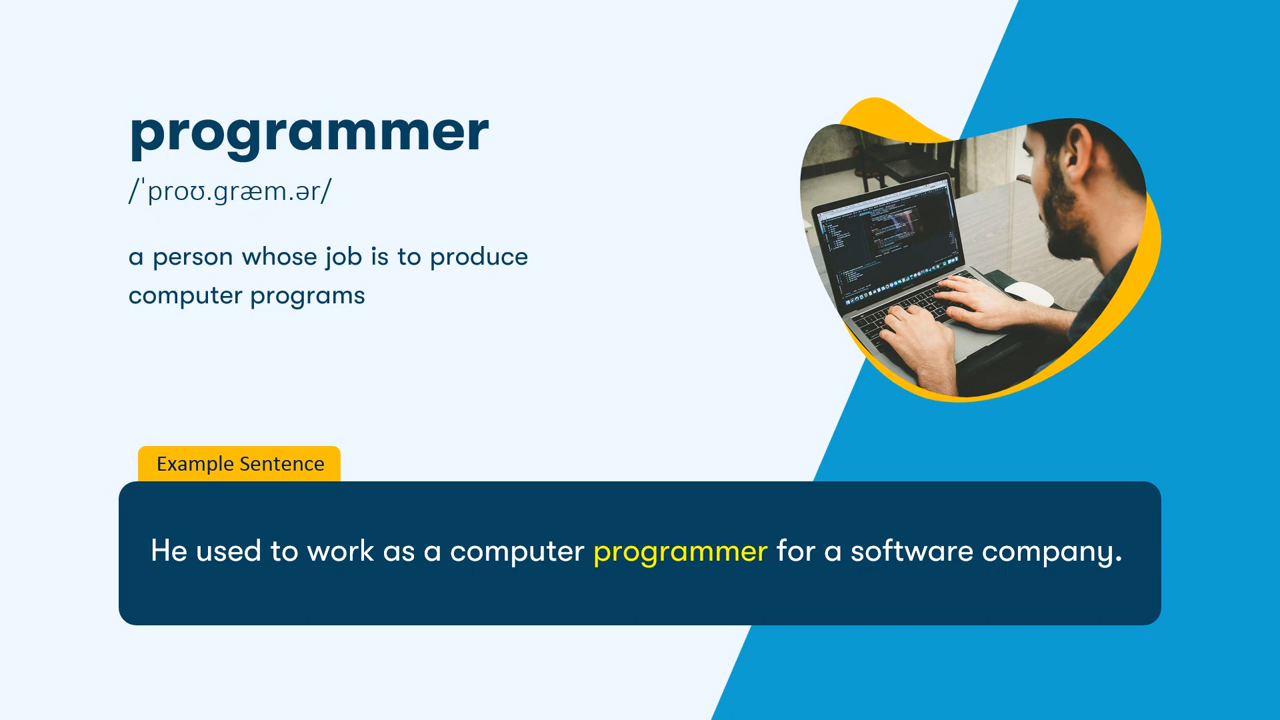 programmer
/ˈproʊ.græm.ər/
a person whose job is to produce
computer programs
Example Sentence
He used to work as a computer programmer for a software company.